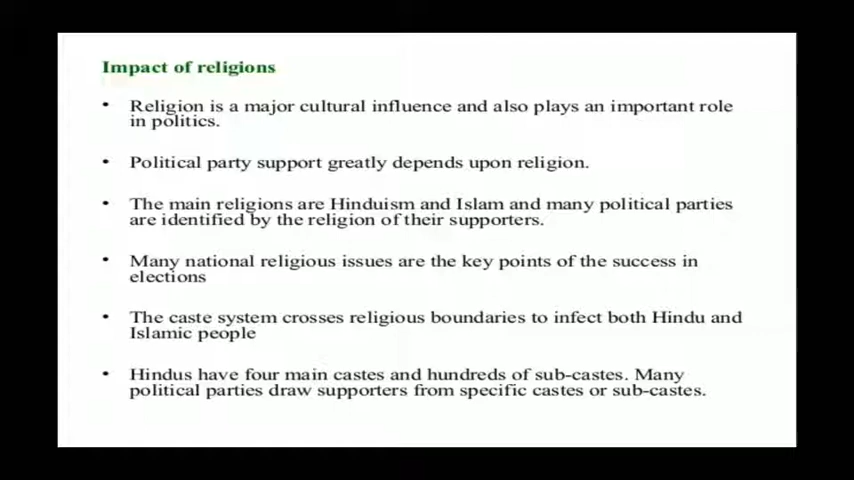 Impact of religions
• Religion is a major cultural influence and also plays an important role
in politics.
• Political party support greatly depends upon religion.
• The main religions are Hinduism and Islam and many political parties
are identified by the religion of their supporters.
• Many national religious issues are the key points of the success in
elections
• The caste system crosses religious boundaries to infect both Hindu and
Islamic people
• Hindus have four main castes and hundreds of sub-castes. Many
political parties draw supporters from specific castes or sub-castes.